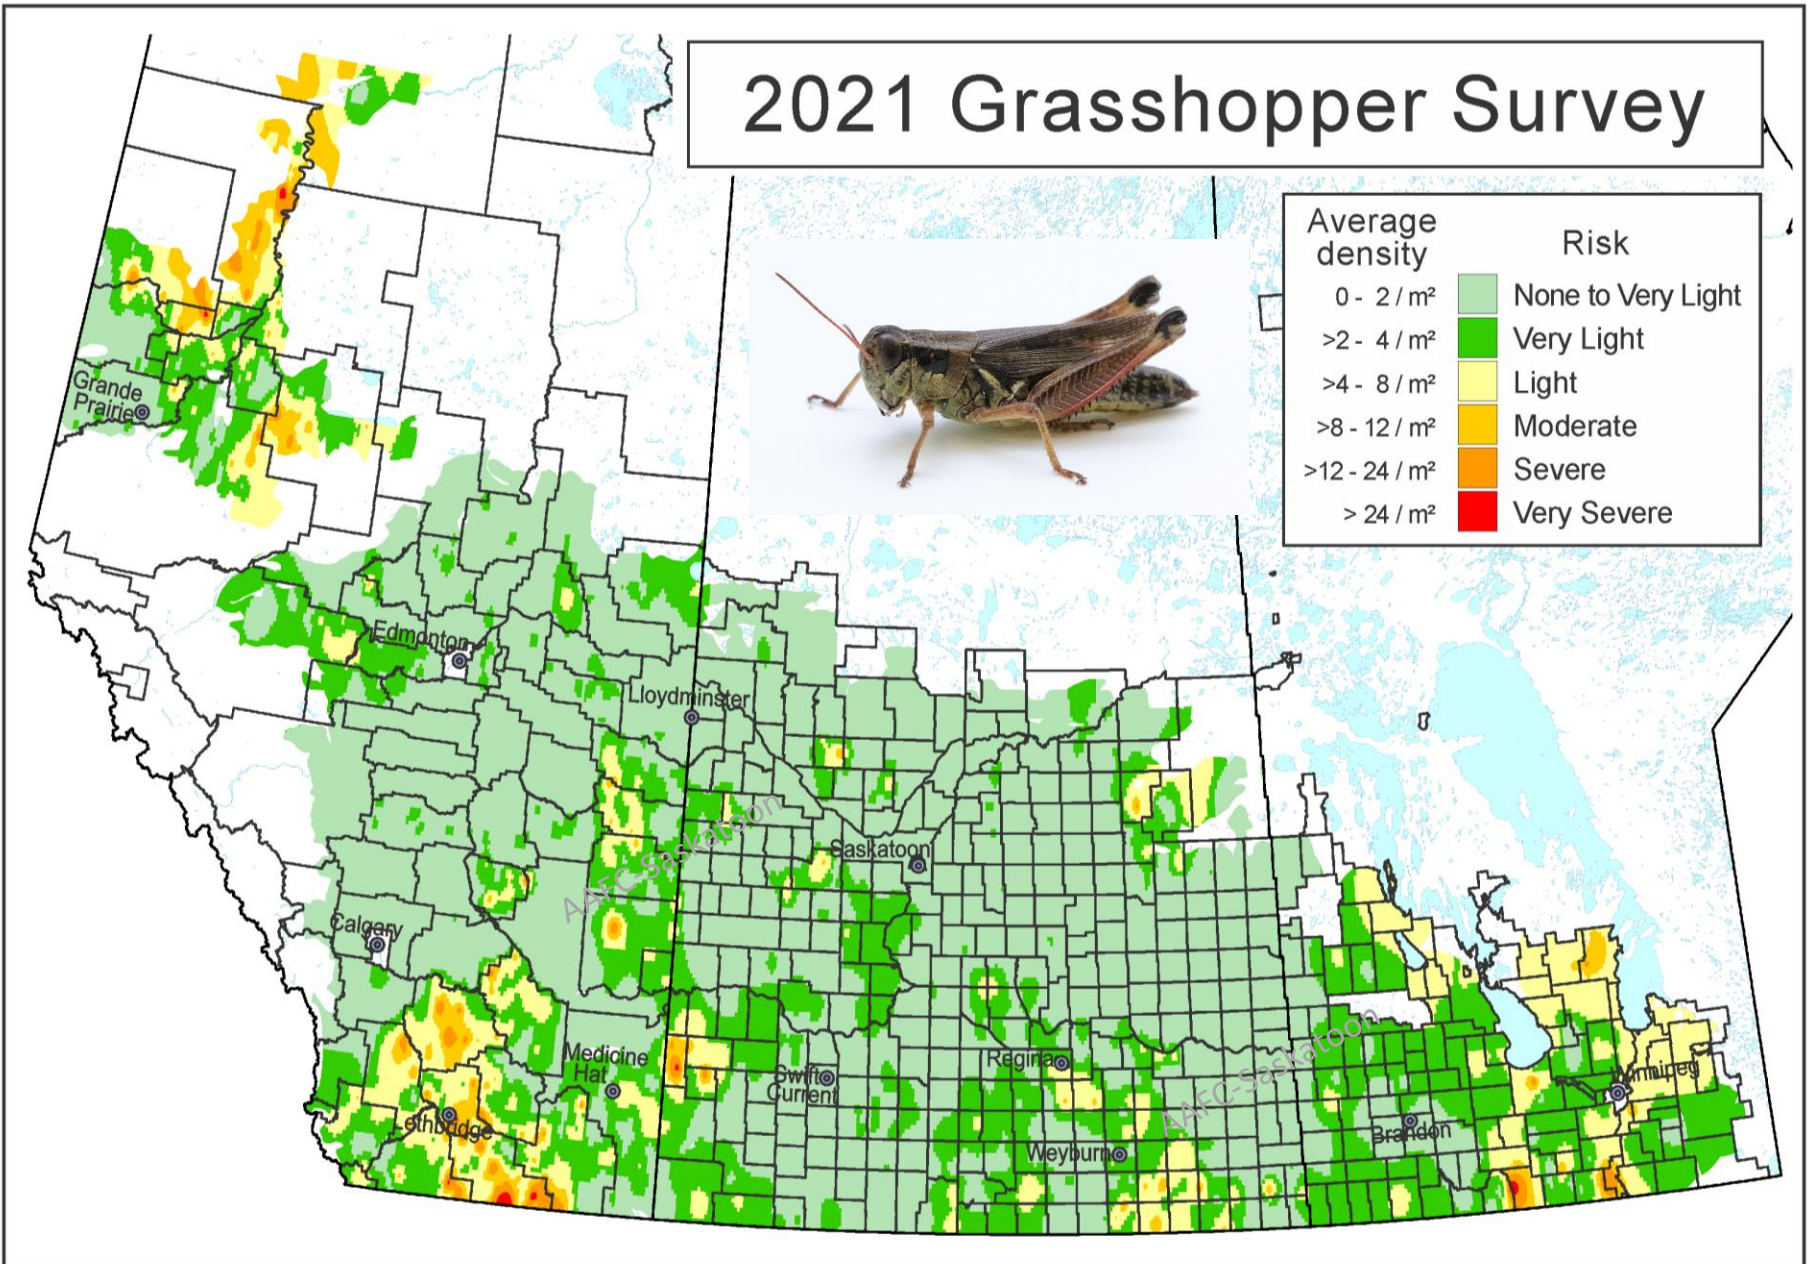 2021 Grasshopper Survey
Average
density
Risk
0 - 2 / m² None to Very Light
>2 - 4 / m² Very Light
>4 - 8 / m² Light
>8 - 12 / m² Moderate
>12 - 24 / m² Severe
> 24 / m² Very Severe
Grande
Prairie
Edmonton
Lloydminster
AAFC-Saskatoon
Saskatoon
Calgary
Medicine
Hat
Lethbridge
Swift
Current
Regina
AAFC-Saskatoon
Weyburn
Brandon
Winnipeg